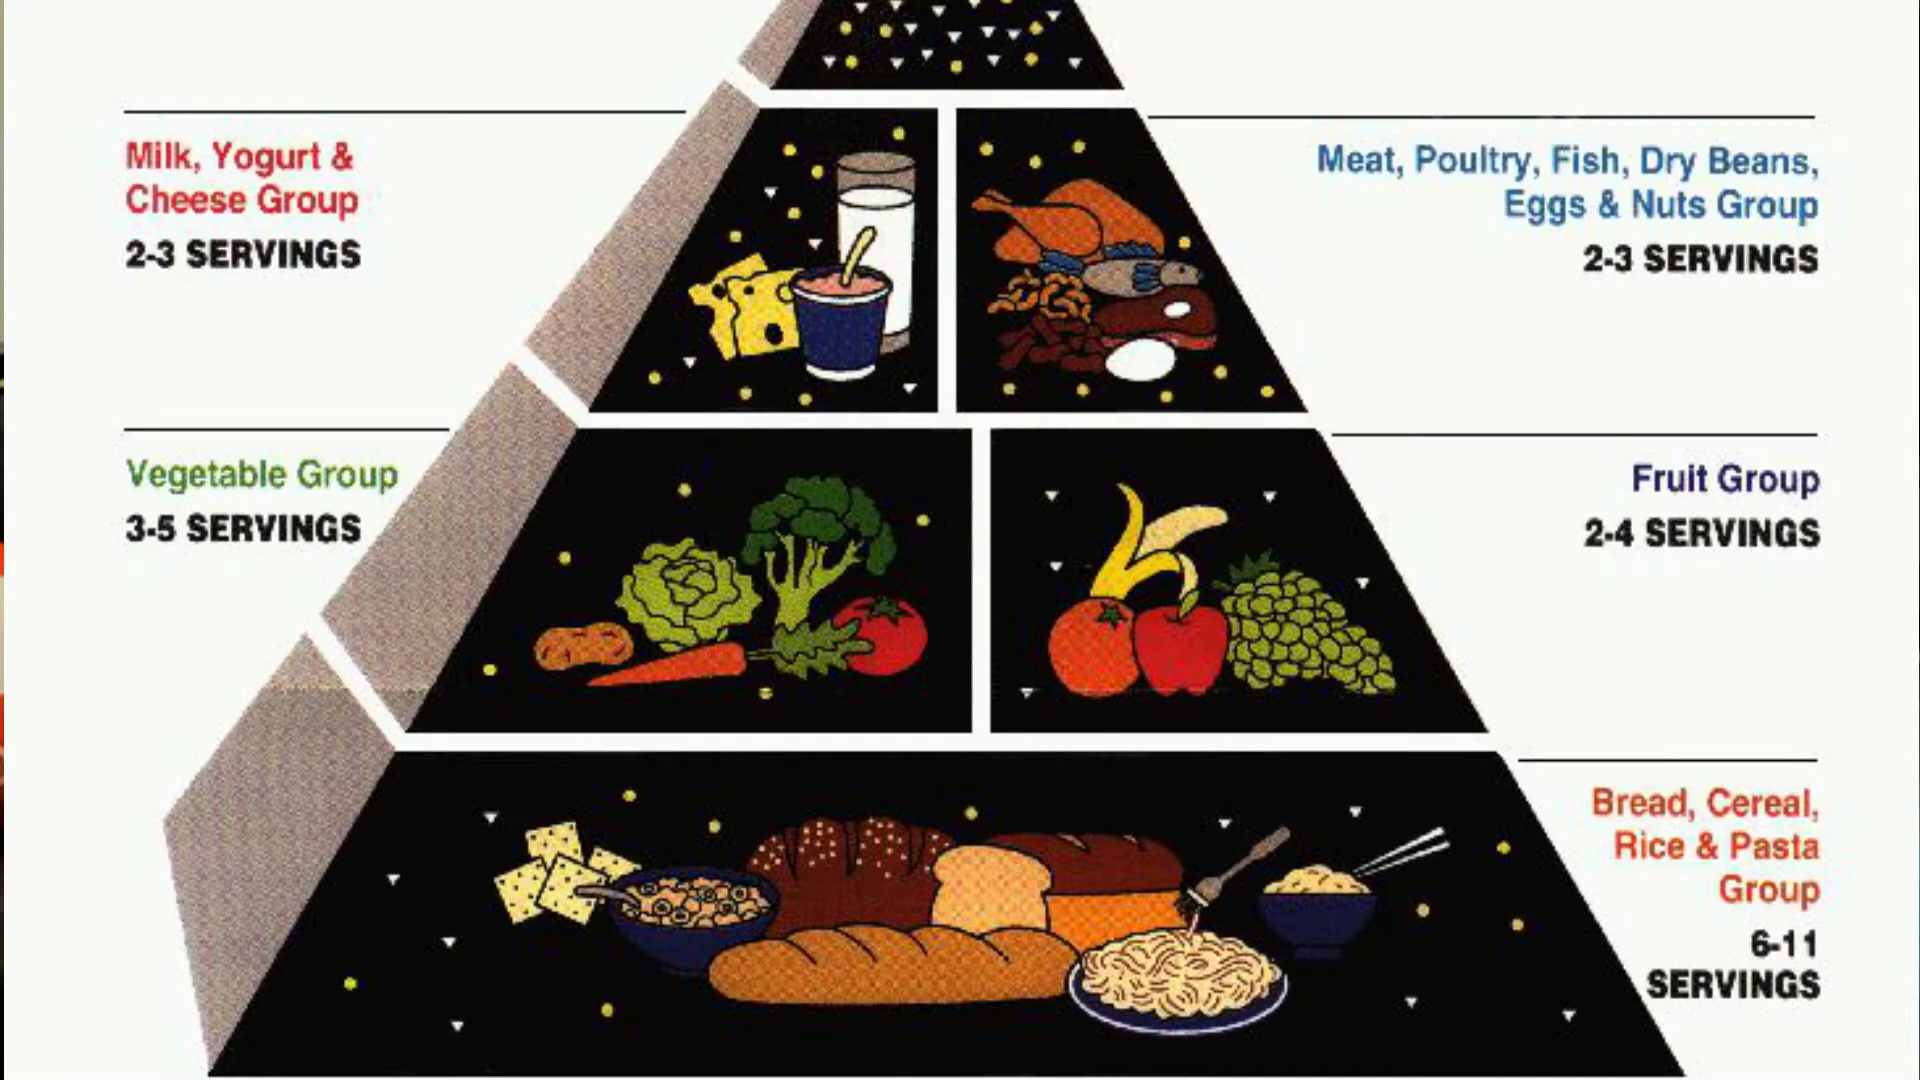 Milk, Yogurt &
Cheese Group
2-3 SERVINGS
Meat, Poultry, Fish, Dry Beans,
Eggs & Nuts Group
2-3 SERVINGS
Vegetable Group
3-5 SERVINGS
Fruit Group
2-4 SERVINGS
Bread, Cereal,
Rice & Pasta
Group
6-11
SERVINGS